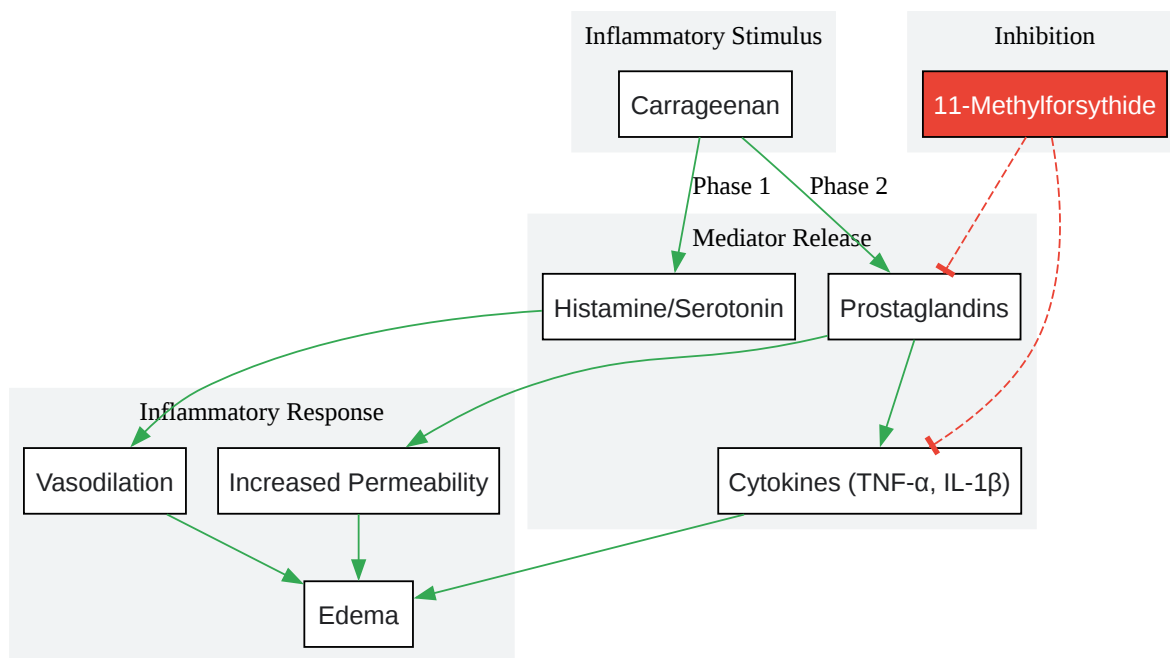 Inflammatory Stimulus
Inhibition
Carrageenan
11-Methylforsythide
Phase 1
Phase 2
Mediator Release
Histamine/Serotonin
Prostaglandins
Inflammatory Response
Vasodilation
Increased Permeability
Cytokines (TNF-α, IL-1β)
Edema